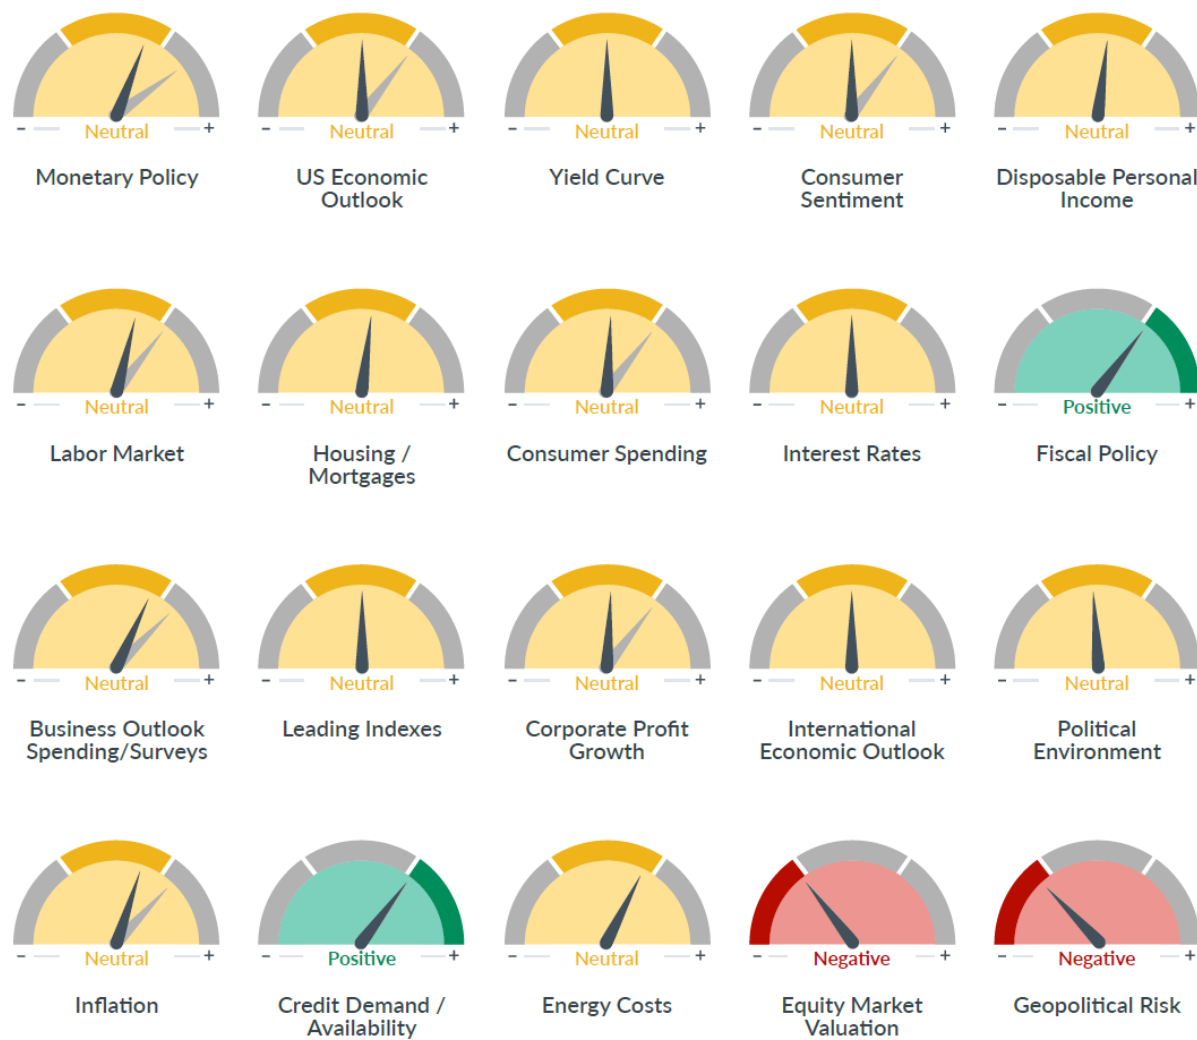 - Neutral +
- Neutral +
- Neutral +
- Neutral +
- Neutral +
Monetary Policy
US Economic
Outlook
Yield Curve
Consumer
Sentiment
Disposable Personal
Income
- Neutral +
- Neutral +
- Neutral +
- Neutral +
- Positive +
Labor Market
Housing /
Mortgages
Consumer Spending
Interest Rates
Fiscal Policy
- Neutral +
- Neutral +
- Neutral +
- Neutral +
- Neutral +
Business Outlook
Spending/Surveys
Leading Indexes
Corporate Profit
Growth
International
Economic Outlook
Political
Environment
- Neutral +
- Positive +
- Neutral +
- Negative +
- Negative +
Inflation
Credit Demand /
Availability
Energy Costs
Equity Market
Valuation
Geopolitical Risk